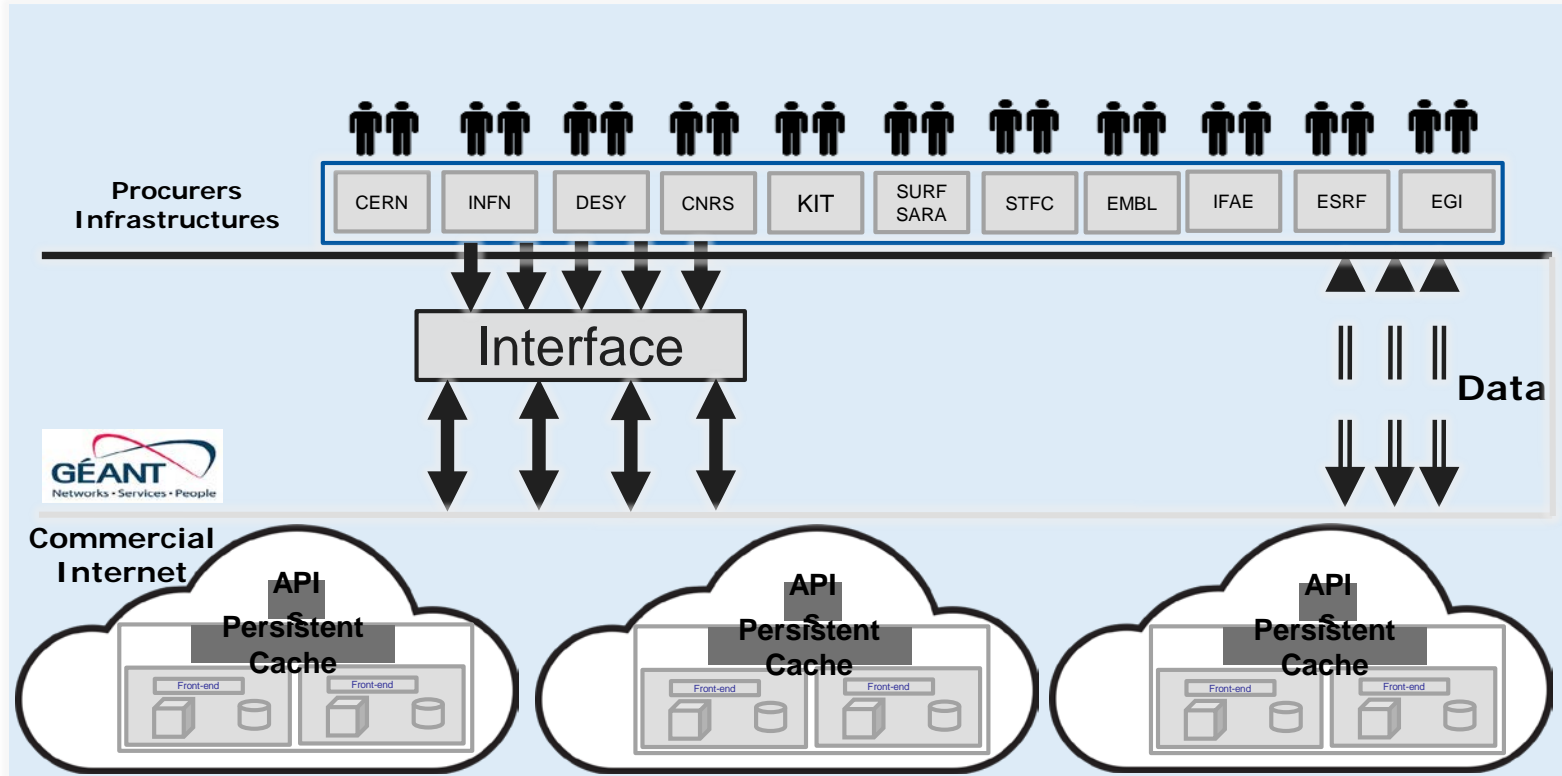 Procurers
Infrastructures
CERN
INFN
DESY
CNRS
KIT
SURF
SARA
STFC
EMBL
IFAE
ESRF
EGI
Interface
Data
GÉANT
Networks • Services • People
Commercial
Internet
API
s
Persistent
Cache
Front-end
Front-end
API
s
Persistent
Cache
Front-end
Front-end
API
s
Persistent
Cache
Front-end
Front-end